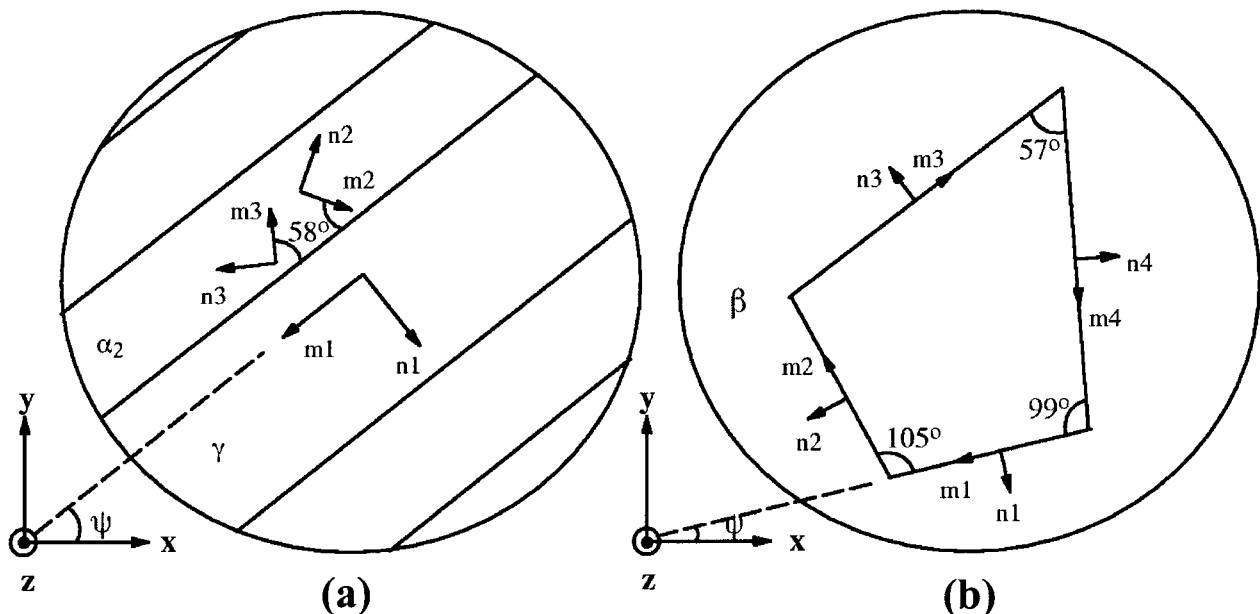 n2
m2
m3
58°
n3
m1
n1
α₂
γ
y
ψ
x
z
(a)
57°
m3
n3
n4
β
m4
m2
n2
99°
105°
m1
n1
y
ψ
x
z
(b)